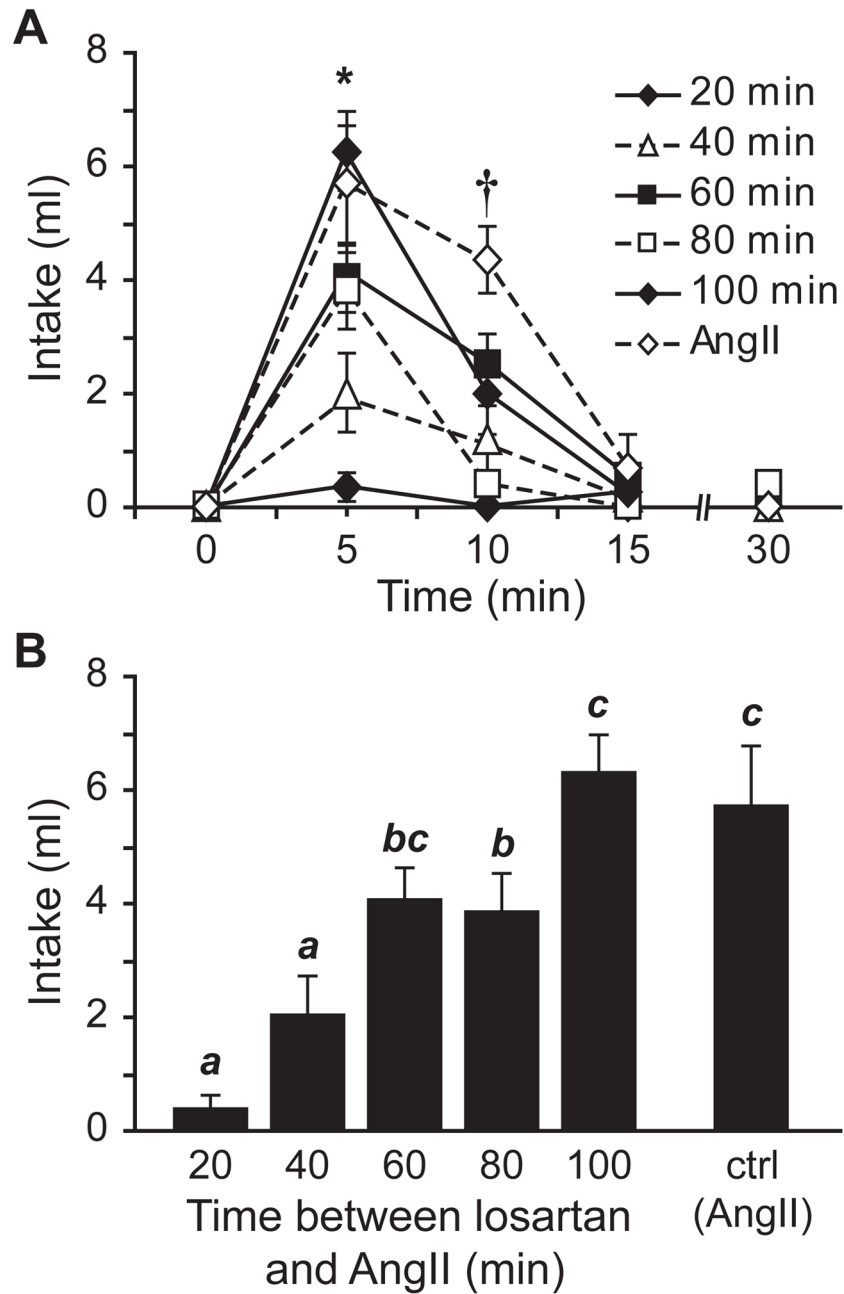 A
8
6
4
2
0
Intake (ml)
*
†
20 min
40 min
60 min
80 min
100 min
AngII
0 5 10 15 30
Time (min)
B
8
6
4
2
0
Intake (ml)
a
a
bc
b
c
c
20 40 60 80 100 ctrl
(AngII)
Time between losartan
and AngII (min)